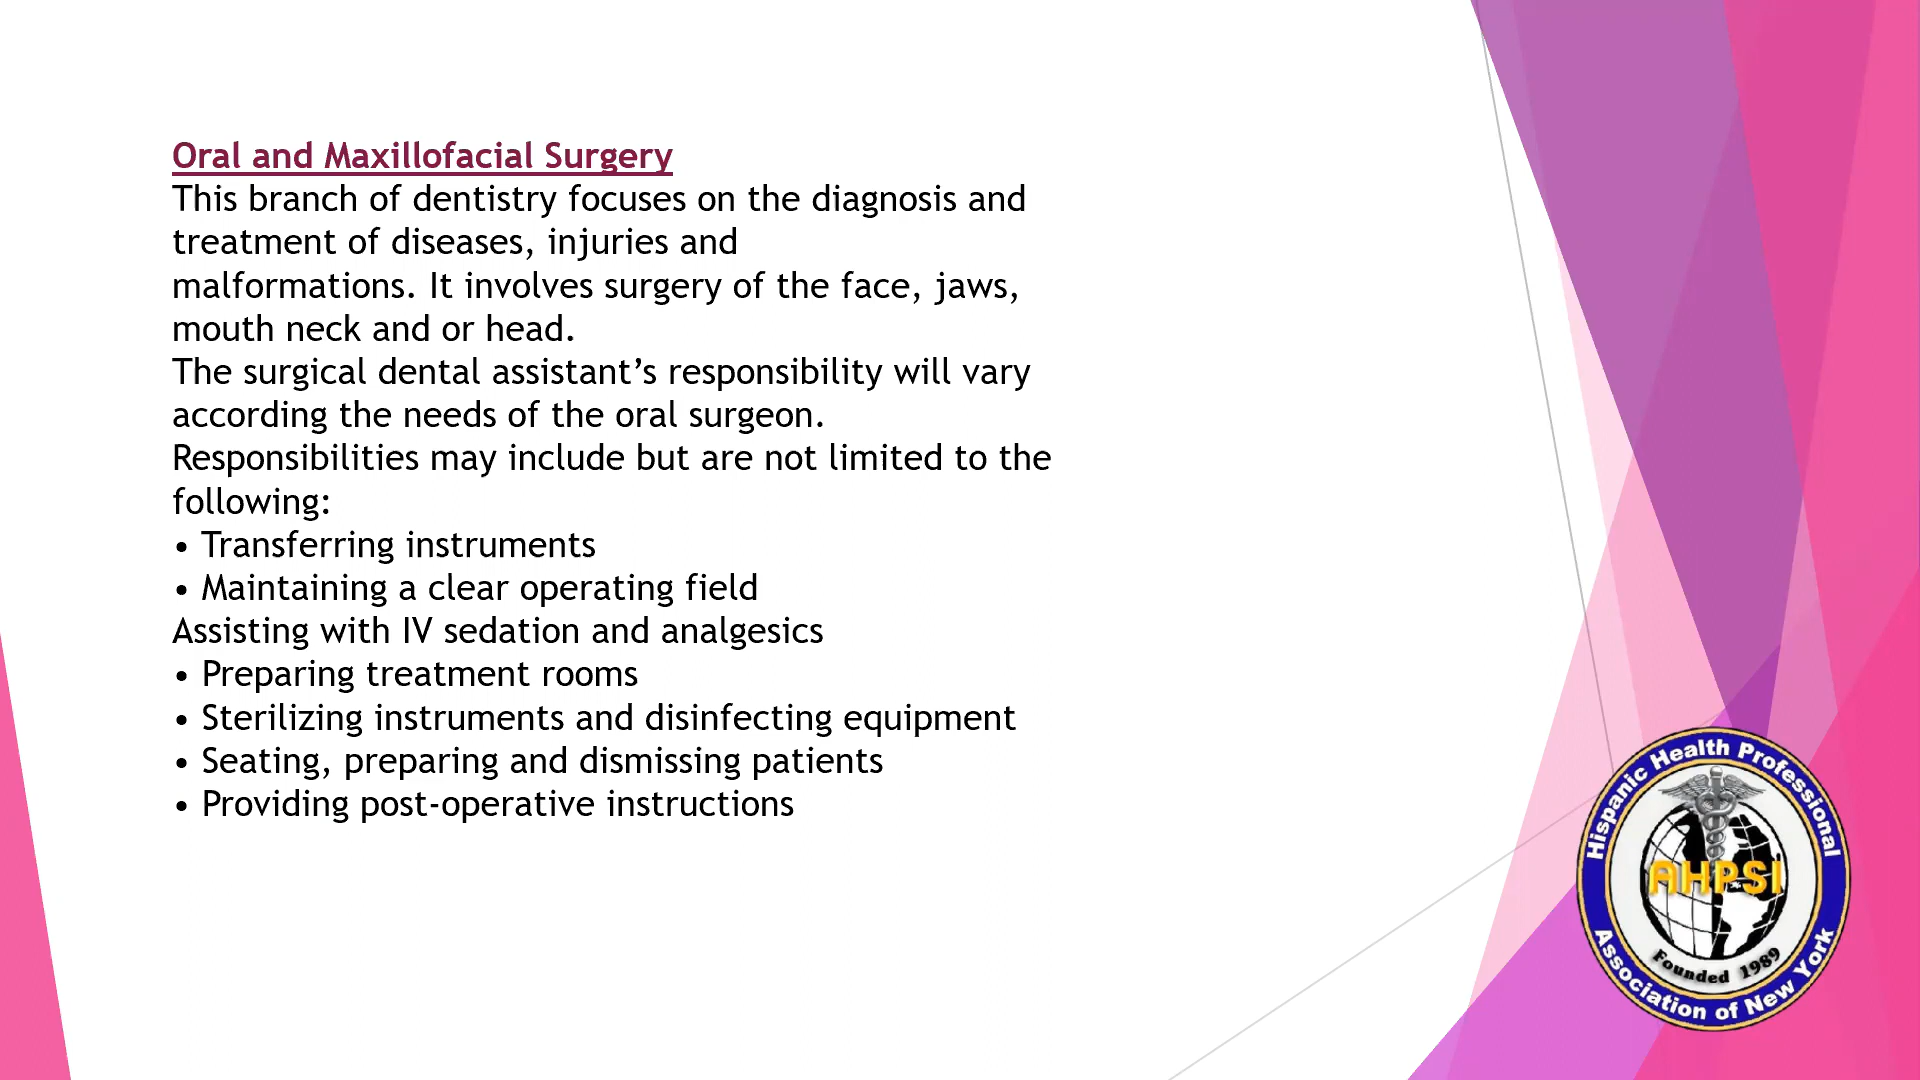 Oral and Maxillofacial Surgery
This branch of dentistry focuses on the diagnosis and
treatment of diseases, injuries and
malformations. It involves surgery of the face, jaws,
mouth neck and or head.
The surgical dental assistant’s responsibility will vary
according the needs of the oral surgeon.
Responsibilities may include but are not limited to the
following:
• Transferring instruments
• Maintaining a clear operating field
Assisting with IV sedation and analgesics
• Preparing treatment rooms
• Sterilizing instruments and disinfecting equipment
• Seating, preparing and dismissing patients
• Providing post-operative instructions
Hispanic Health Professional
AHPSI
Founded 1989
Association of New York